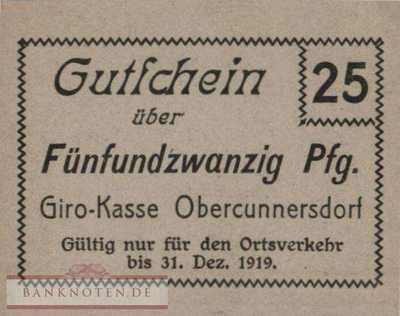 Gutschein
25
über
Fünfundzwanzig Pfg.
Giro-Kasse Obercunnersdorf
Gültig nur für den Ortsverkehr
bis 31. Dez. 1919.
BANKNOTEN.DE